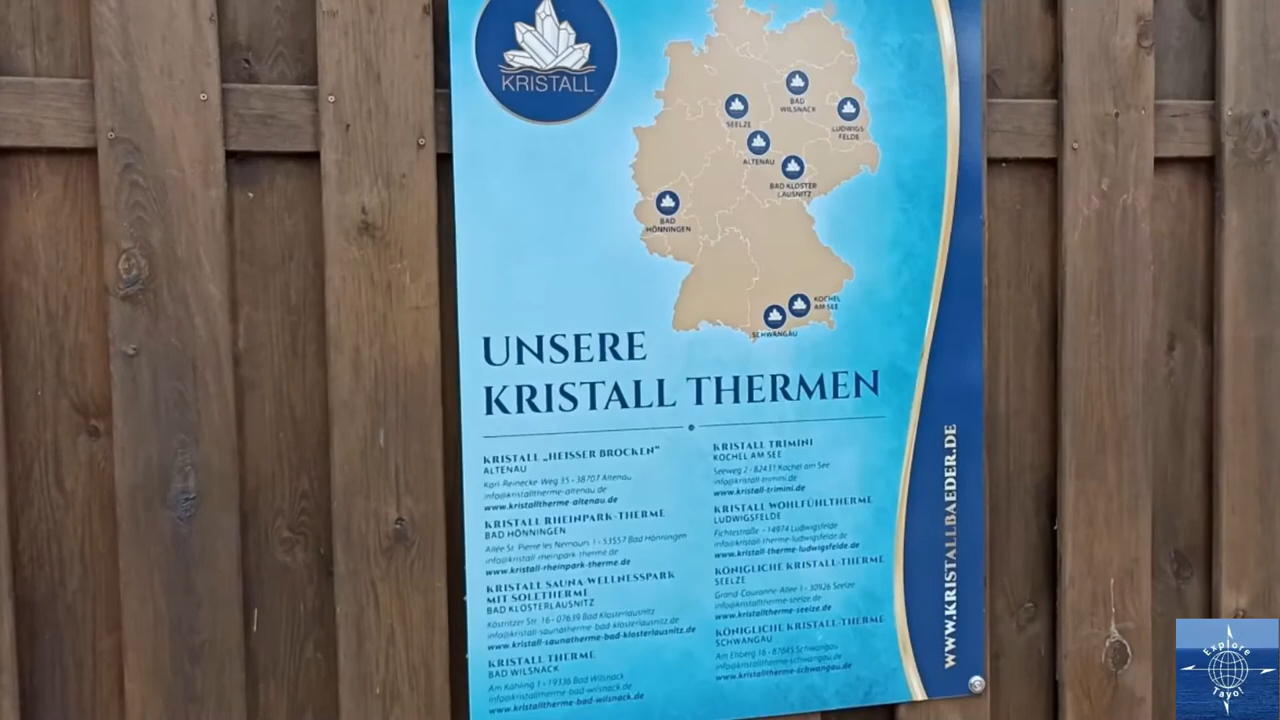 KRISTALL
BAD
WILSNACK
SEELZE
LUDWIGS-
FELDE
ALTENAU
BAD KLOSTER
LAUSNITZ
BAD
HÖNNINGEN
KOCHEL
AM SEE
SCHWANGAU
UNSERE
KRISTALL THERMEN
KRISTALL „HEISSER BROCKEN"
ALTENAU
Karl-Reinecke-Weg 35 - 38707 Altenau
info@kristalltherme-altenau.de
www.kristalltherme-altenau.de
KRISTALL RHEINPARK-THERME
BAD HÖNNINGEN
Allée St. Pierre les Nemours 1 - 53557 Bad Hönningen
info@kristall-rheinpark-therme.de
www.kristall-rheinpark-therme.de
KRISTALL SAUNA-WELLNESSPARK
MIT SOLETHERME
BAD KLOSTERLAUSNITZ
Köstritzer Str. 16 - 07639 Bad Klosterlausnitz
info@kristall-saunatherme-bad-klosterlausnitz.de
www.kristall-saunatherme-bad-klosterlausnitz.de
KRISTALL THERME
BAD WILSNACK
Am Kähling 1 - 19336 Bad Wilsnack
info@kristalltherme-bad-wilsnack.de
www.kristalltherme-bad-wilsnack.de
KRISTALL TRIMINI
KOCHEL AM SEE
Seeweg 2 - 82431 Kochel am See
info@kristall-trimini.de
www.kristall-trimini.de
KRISTALL WOHLFÜHLTHERME
LUDWIGSFELDE
Fichtestraße - 14974 Ludwigsfelde
info@kristall-therme-ludwigsfelde.de
www.kristall-therme-ludwigsfelde.de
KÖNIGLICHE KRISTALL-THERME
SEELZE
Grand-Couronne-Allee 1 - 30926 Seelze
info@kristalltherme-seelze.de
www.kristalltherme-seelze.de
KÖNIGLICHE KRISTALL-THERME
SCHWANGAU
Am Ehberg 16 - 87645 Schwangau
info@kristalltherme-schwangau.de
www.kristalltherme-schwangau.de
WWW.KRISTALLBAEDER.DE
Explore
Tayo!